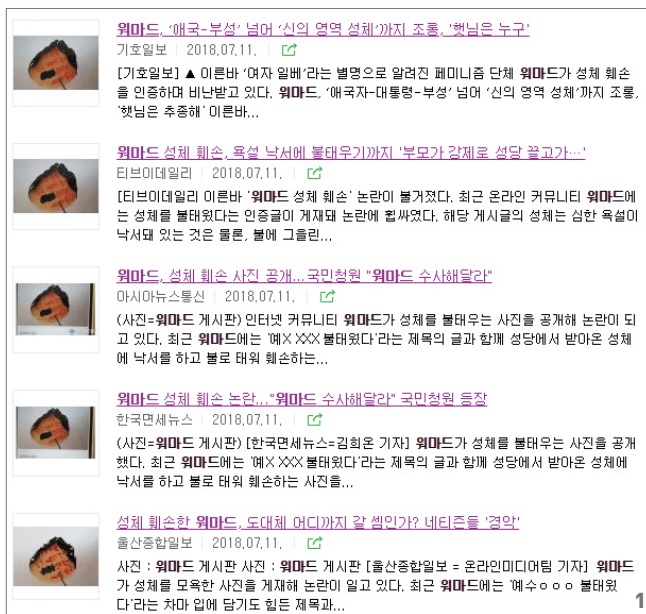 워마드, '애국-부성' 넘어 '신의 영역 성체'까지 조롱, '햇님은 누구'
기호일보 2018.07.11.
[기호일보] ▲ 이른바 '여자 일베'라는 별명으로 알려진 페미니즘 단체 워마드가 성체 훼손
을 인증하며 비난받고 있다. 워마드, '애국자-대통령-부성' 넘어 '신의 영역 성체'까지 조롱,
'햇님은 추종해' 이른바...
워마드 성체 훼손, 욕설 낙서에 불태우기까지 '부모가 강제로 성당 끌고가…'
티브이데일리 2018.07.11.
[티브이데일리 이른바 '워마드 성체 훼손' 논란이 불거졌다. 최근 온라인 커뮤니티 워마드에
는 성체를 불태웠다는 인증글이 게재돼 논란에 휩싸였다. 해당 게시글의 성체는 심한 욕설이
낙서돼 있는 것은 물론, 불에 그을린...
워마드, 성체 훼손 사진 공개...국민청원 "워마드 수사해달라"
아시아뉴스통신 2018.07.11.
(사진=워마드 게시판) 인터넷 커뮤니티 워마드가 성체를 불태우는 사진을 공개해 논란이 되
고 있다. 최근 워마드에는 '예X XXX 불태웠다'라는 제목의 글과 함께 성당에서 받아온 성체
에 낙서를 하고 불로 태워 훼손하는...
워마드 성체 훼손 논란..."워마드 수사해달라" 국민청원 등장
한국면세뉴스 2018.07.11.
(사진=워마드 게시판) [한국면세뉴스=김희온 기자] 워마드가 성체를 불태우는 사진을 공개
했다. 최근 워마드에는 '예X XXX 불태웠다'라는 제목의 글과 함께 성당에서 받아온 성체에
낙서를 하고 불로 태워 훼손하는 사진을...
성체 훼손한 워마드, 도대체 어디까지 갈 셈인가? 네티즌들 '경악'
울산종합일보 2018.07.11.
사진 : 워마드 게시판 사진 : 워마드 게시판 [울산종합일보 = 온라인미디어팀 기자] 워마드
가 성체를 모욕한 사진을 게재해 논란이 일고 있다. 최근 워마드에는 '예수ㅇㅇㅇ 불태웠
다'라는 차마 입에 담기도 힘든 제목과...
1